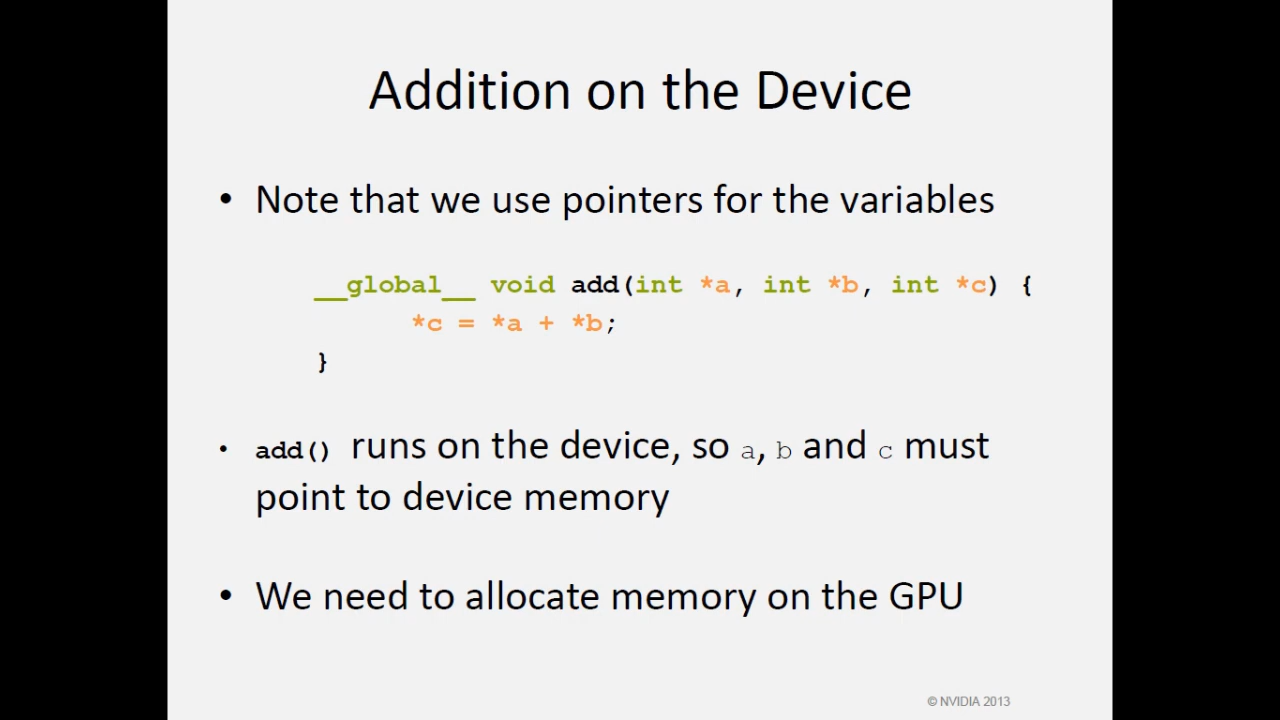 Addition on the Device
• Note that we use pointers for the variables
__global__ void add(int *a, int *b, int *c) {
*c = *a + *b;
}
• add() runs on the device, so a, b and c must
point to device memory
• We need to allocate memory on the GPU
© NVIDIA 2013